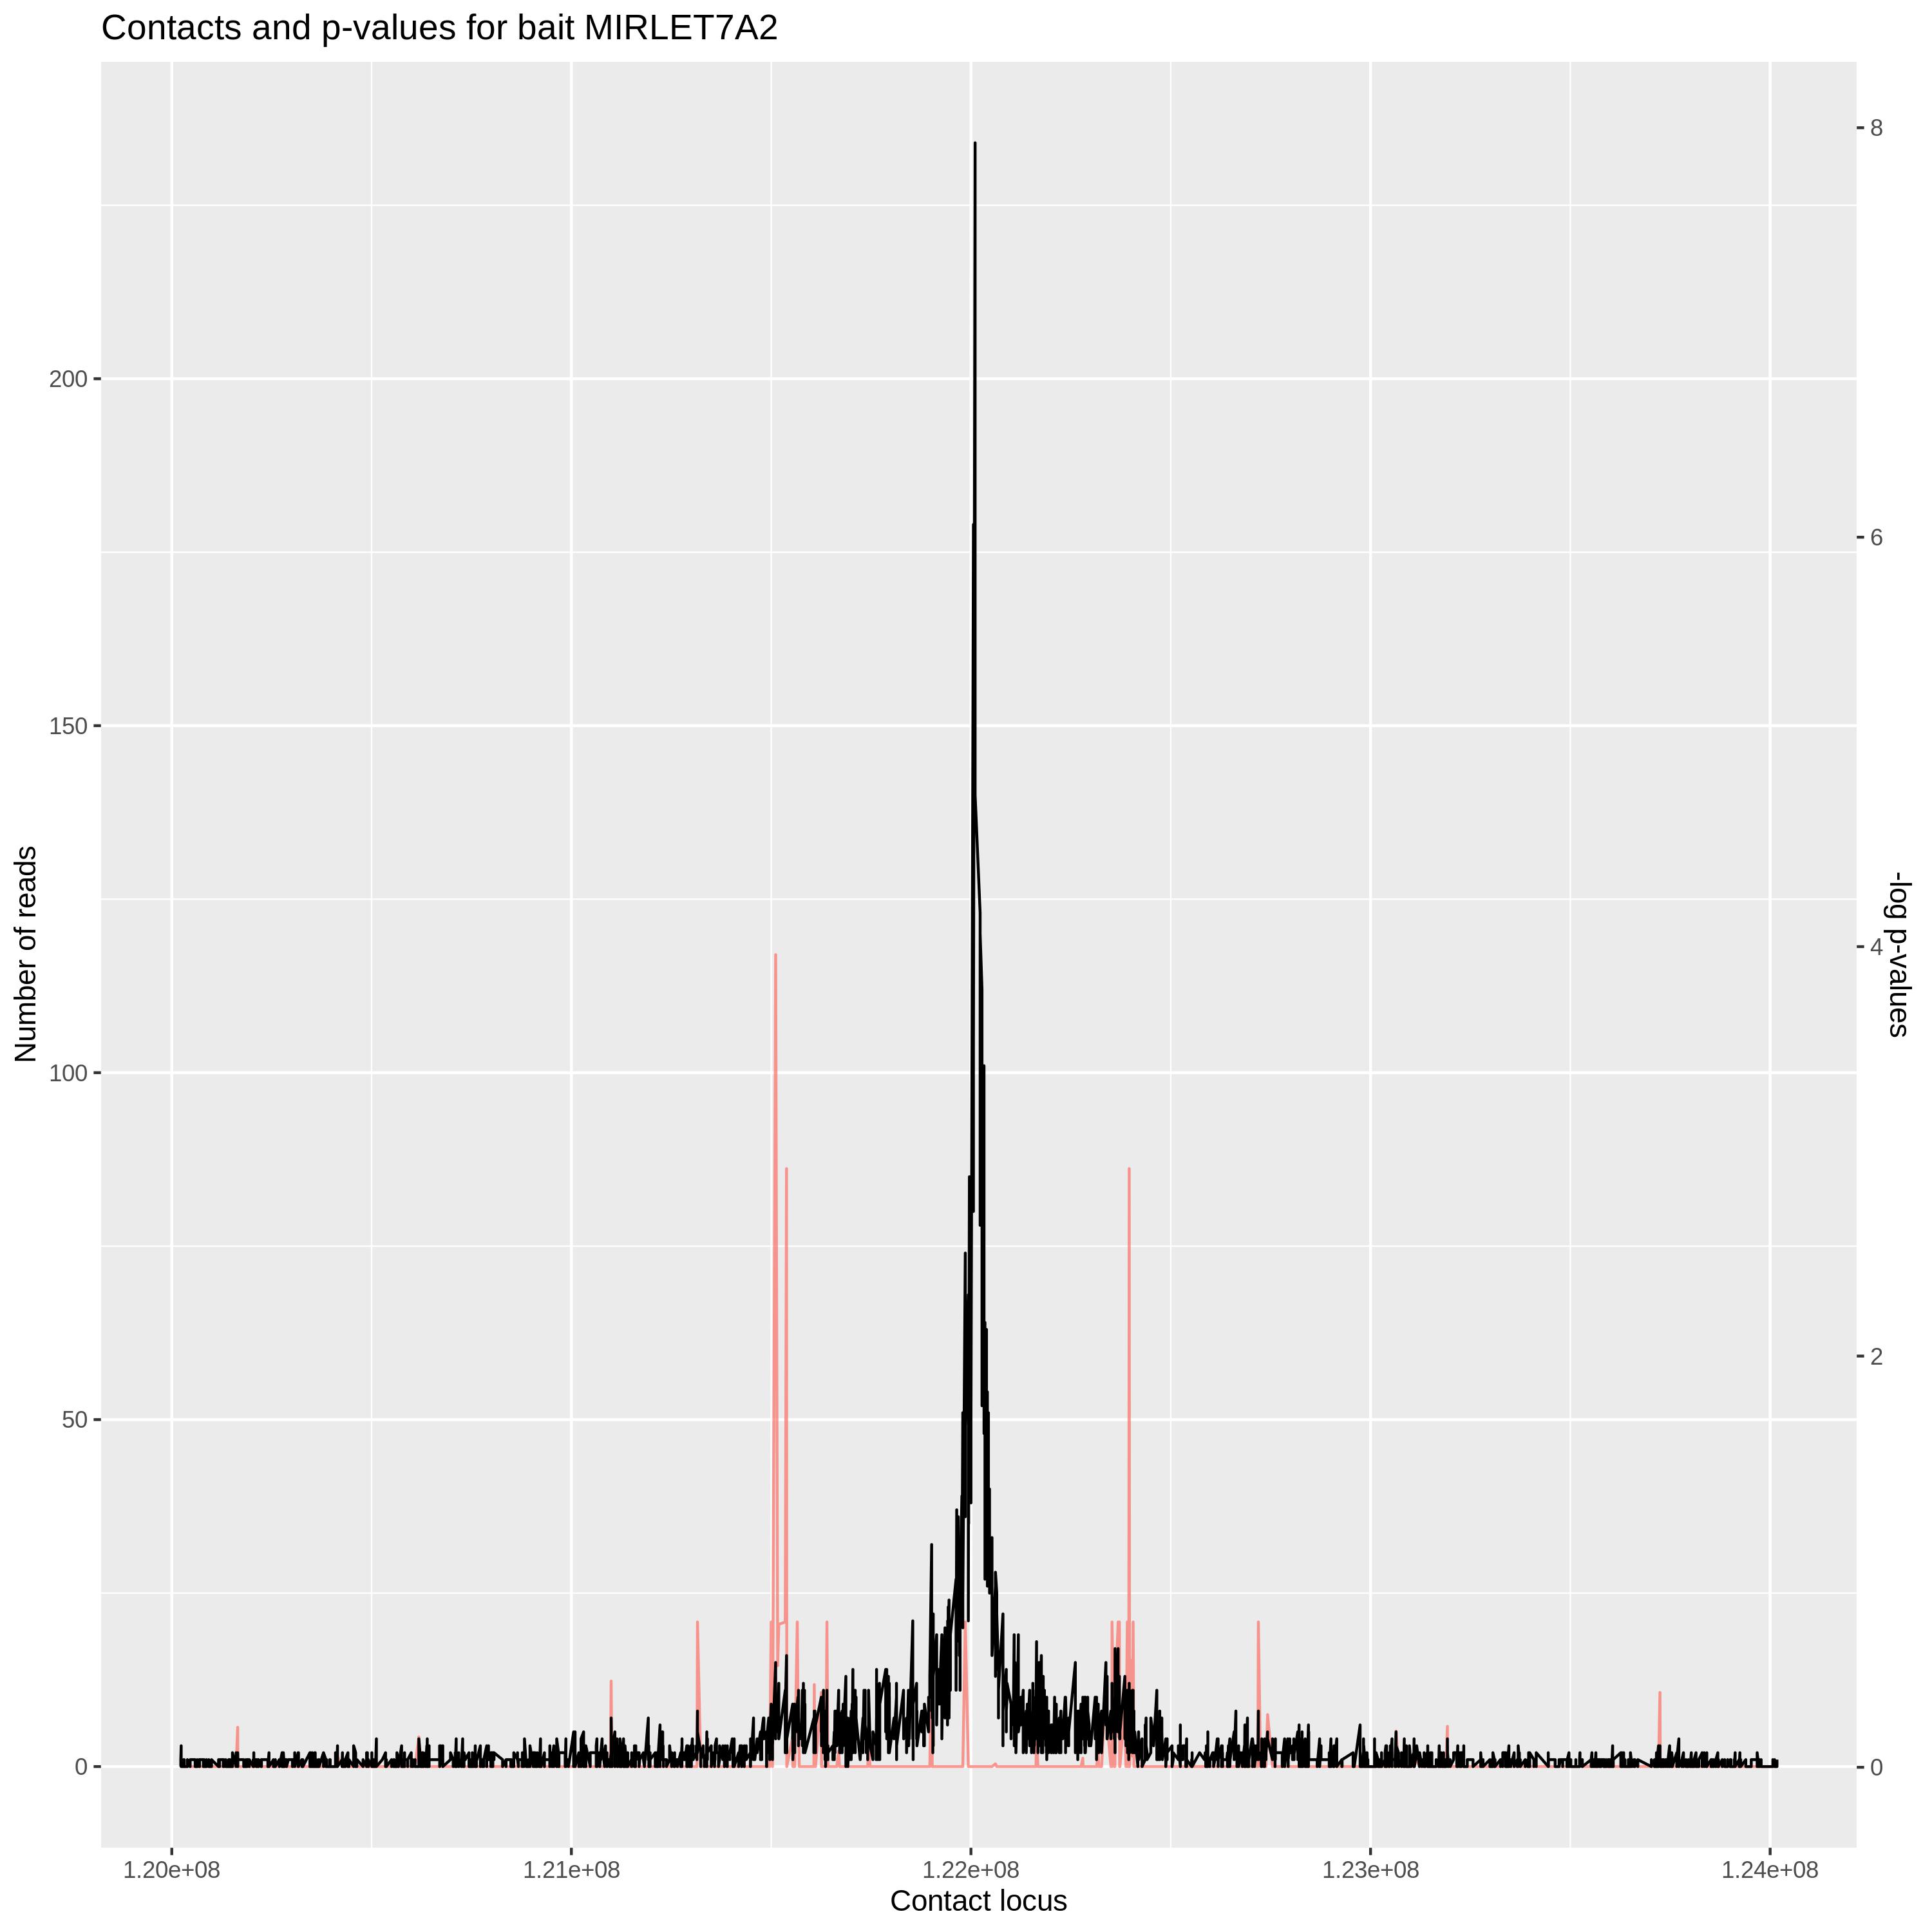 Contacts and p-values for bait MIRLET7A2
Number of reads
200
150
100
50
0
8
6
4
2
0
-log p-values
1.20e+08 1.21e+08 1.22e+08 1.23e+08 1.24e+08
Contact locus